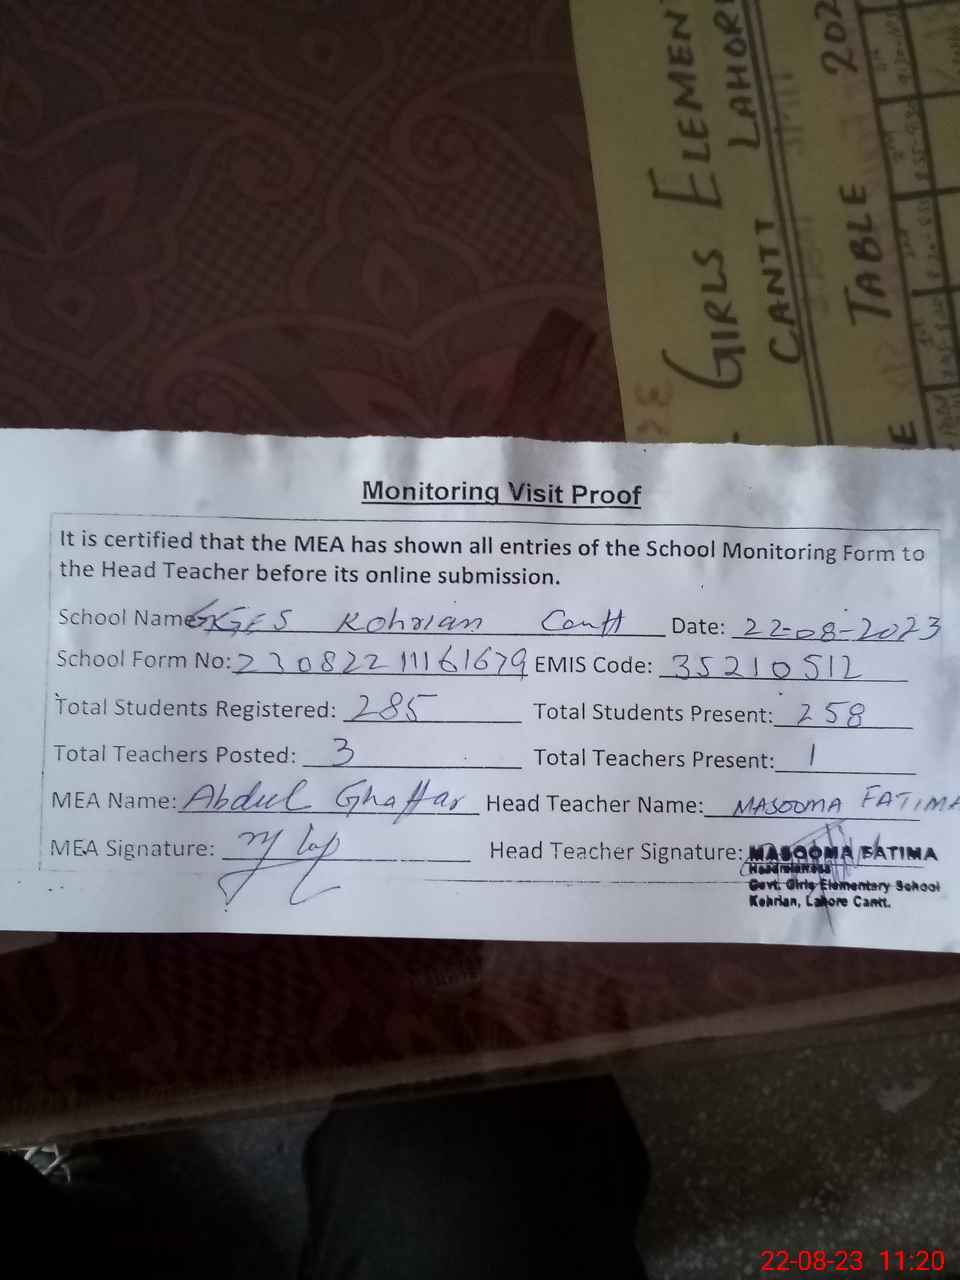 GIRLS ELEMEN
CANTT LAHOR
TABLE 202
Monitoring Visit Proof
It is certified that the MEA has shown all entries of the School Monitoring Form to
the Head Teacher before its online submission.
School Name: GGES Kohrian Cantt Date: 22-08-2023
School Form No: 230822111161679 EMIS Code: 35210512
Total Students Registered: 285 Total Students Present: 258
Total Teachers Posted: 3 Total Teachers Present: 1
MEA Name: Abdul Ghaffar Head Teacher Name: MASOOMA FATIMA
MEA Signature: Head Teacher Signature: MASOOMA FATIMA
Headmistress
Govt. Girls Elementary School
Kohrian, Lahore Cantt.
22-08-23 11:20